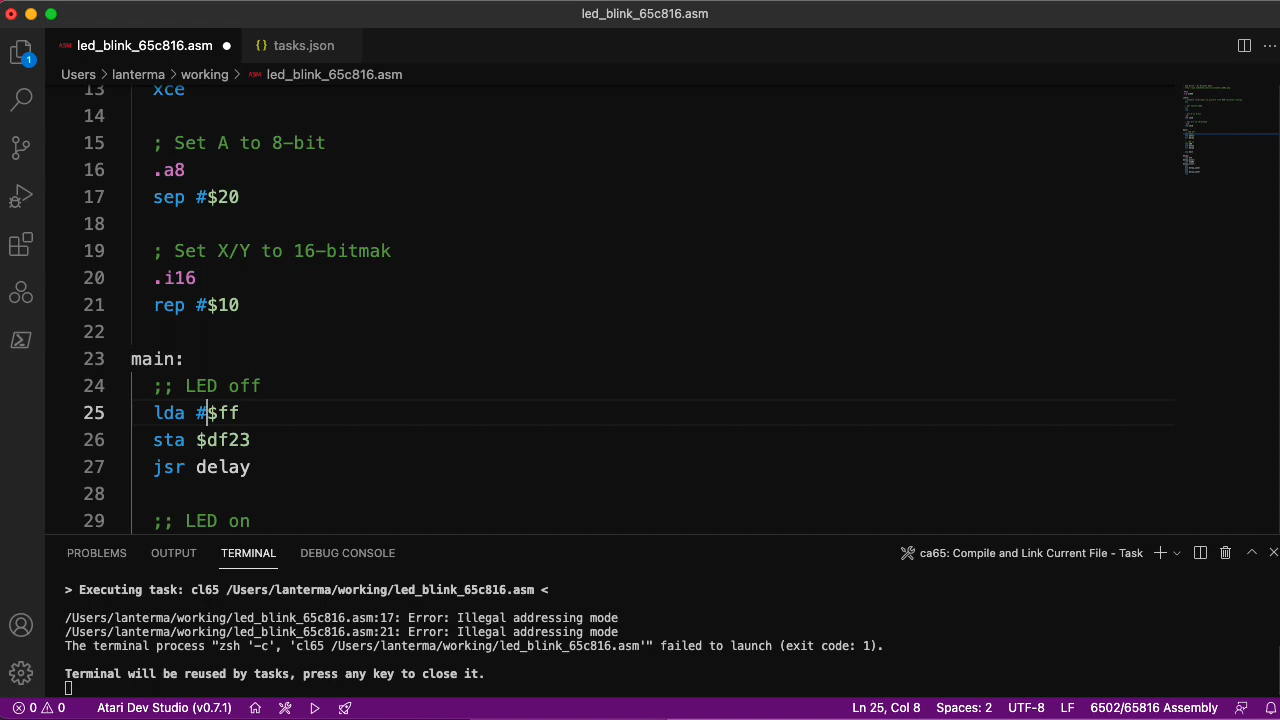 led_blink_65c816.asm
ASM led_blink_65c816.asm
{} tasks.json
Users > lanterma > working > ASM led_blink_65c816.asm
1
13 xce
14
15 ; Set A to 8-bit
16 .a8
17 sep #$20
18
19 ; Set X/Y to 16-bitmak
20 .i16
21 rep #$10
22
23 main:
24 ;; LED off
25 lda #$ff
26 sta $df23
27 jsr delay
28
29 ;; LED on
PROBLEMS OUTPUT TERMINAL DEBUG CONSOLE
ca65: Compile and Link Current File - Task
> Executing task: cl65 /Users/lanterma/working/led_blink_65c816.asm <
/Users/lanterma/working/led_blink_65c816.asm:17: Error: Illegal addressing mode
/Users/lanterma/working/led_blink_65c816.asm:21: Error: Illegal addressing mode
The terminal process "zsh '-c', 'cl65 /Users/lanterma/working/led_blink_65c816.asm'" failed to launch (exit code: 1).
Terminal will be reused by tasks, press any key to close it.
0 0 Atari Dev Studio (v0.7.1) Ln 25, Col 8 Spaces: 2 UTF-8 LF 6502/65816 Assembly